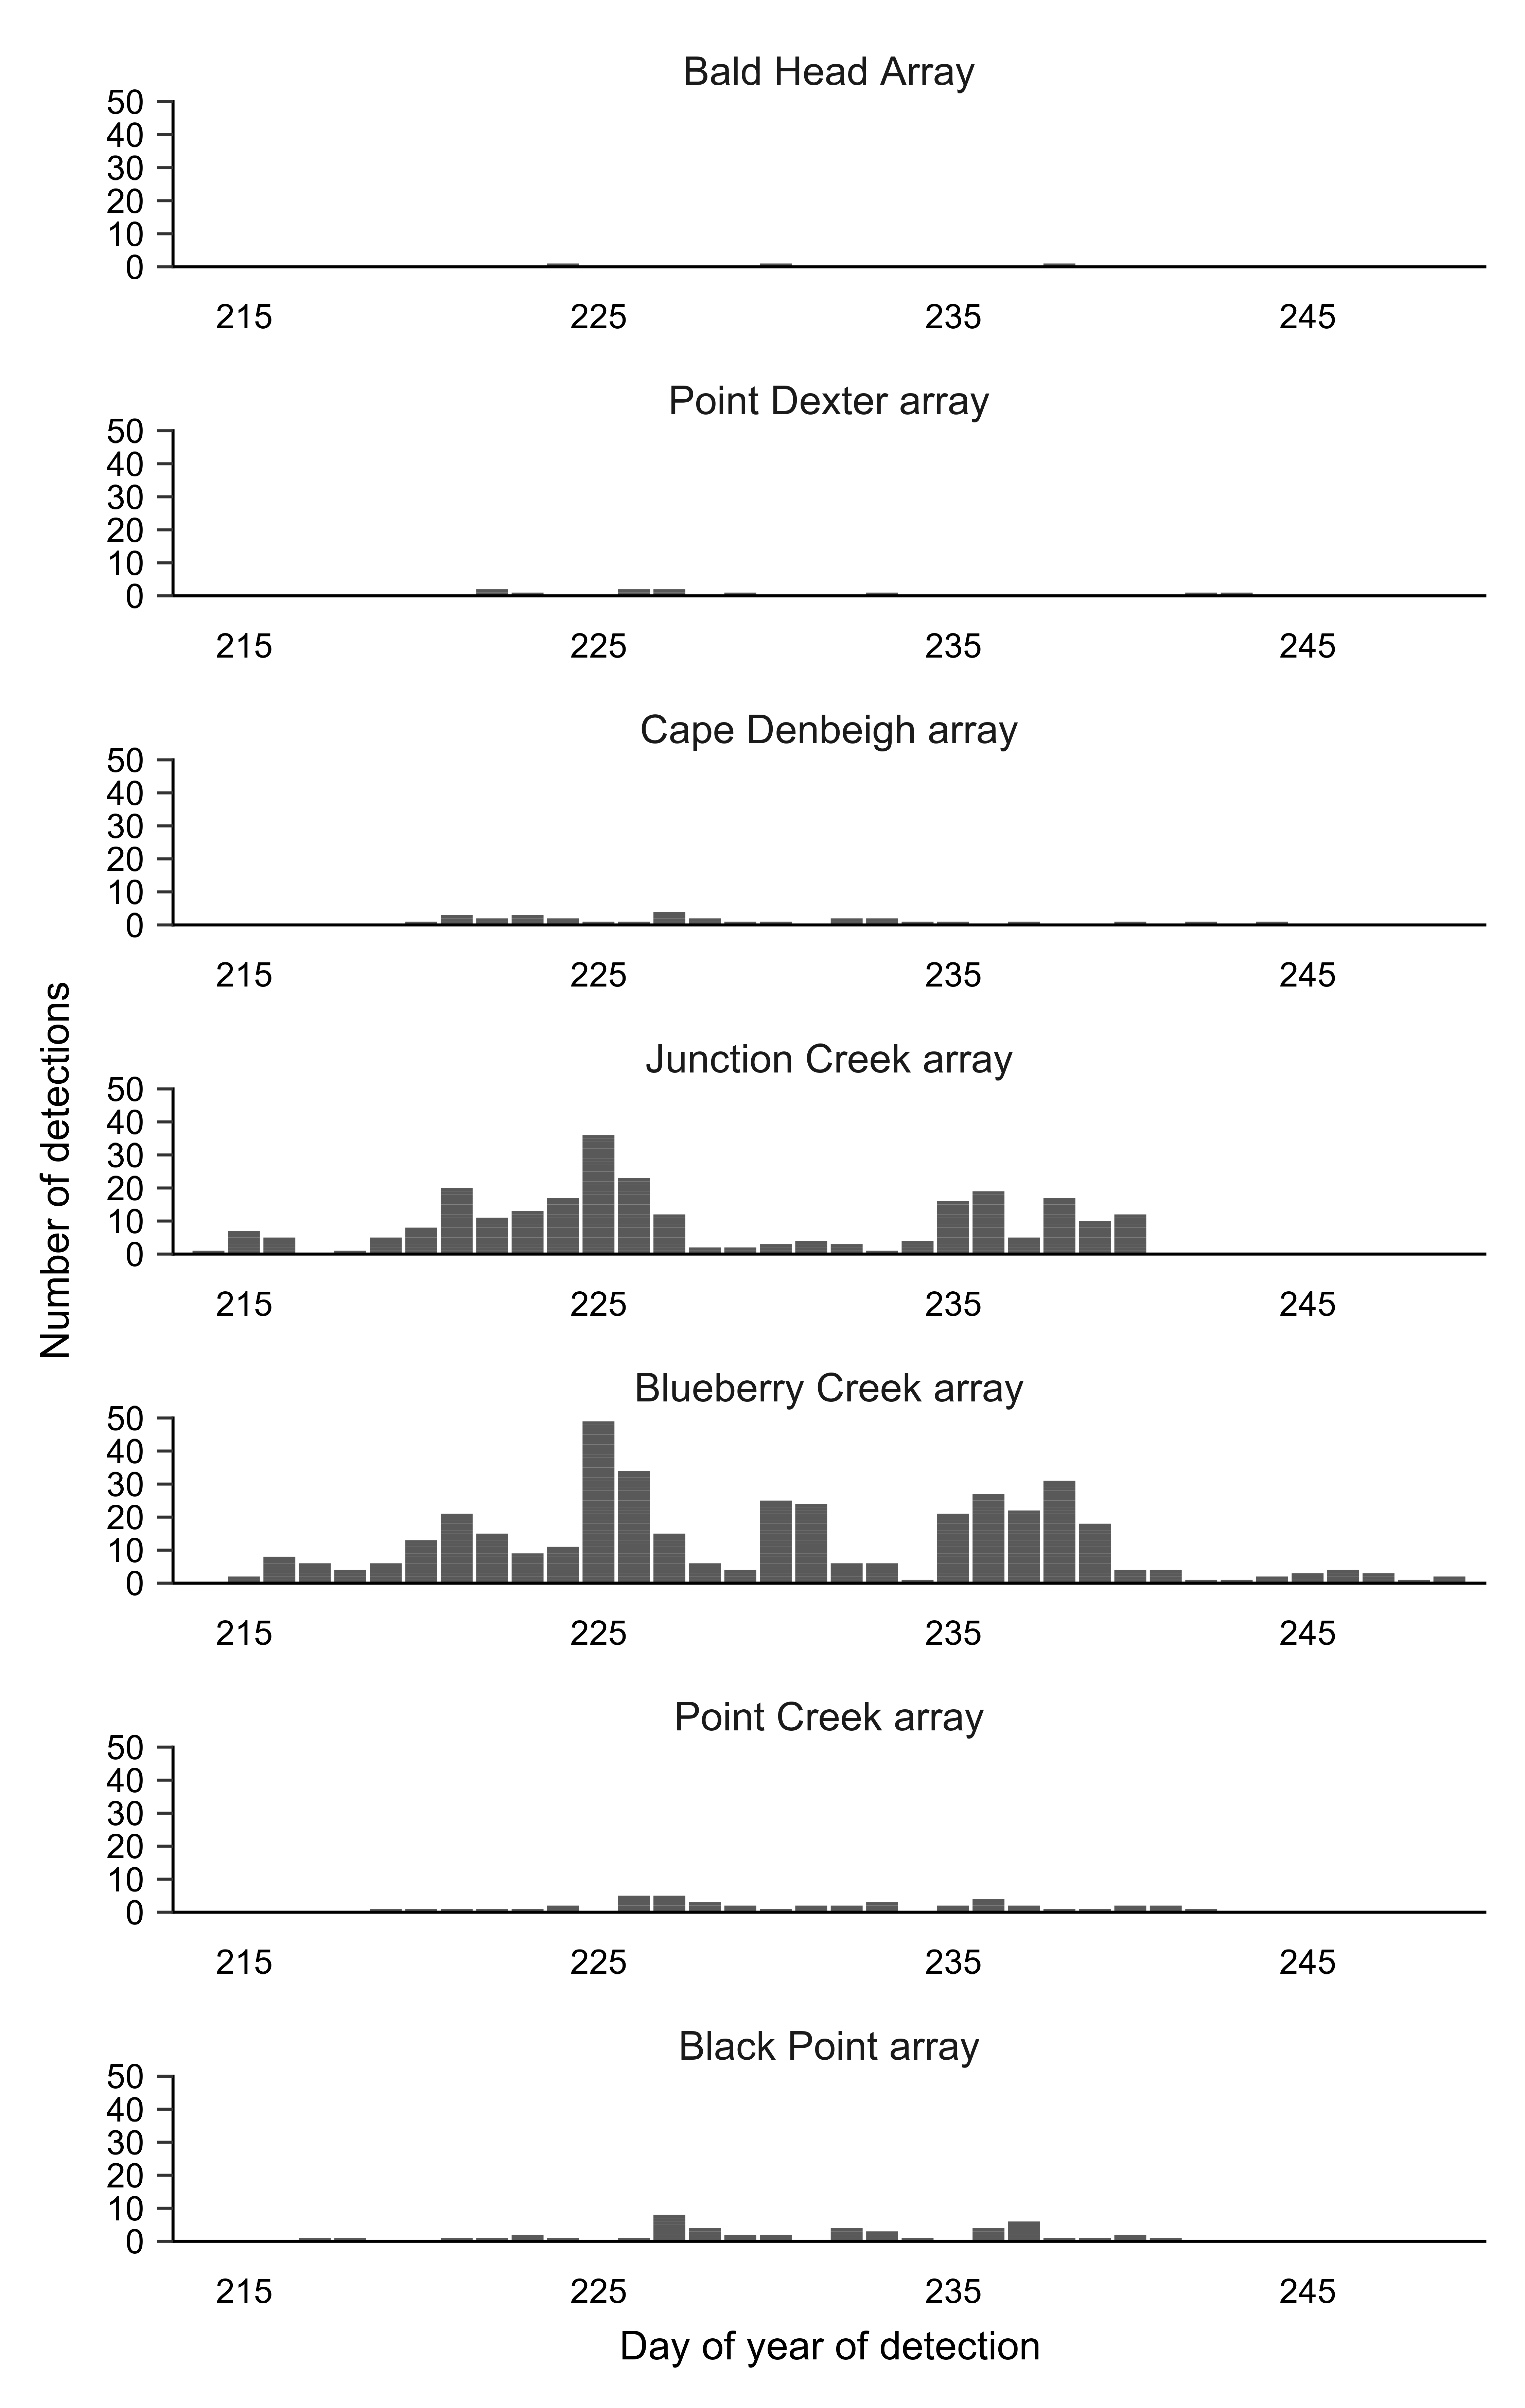 Bald Head Array
50
40
30
20
10
0
215 225 235 245
Point Dexter array
50
40
30
20
10
0
215 225 235 245
Cape Denbeigh array
50
40
30
20
10
0
215 225 235 245
Number of detections
Junction Creek array
50
40
30
20
10
0
215 225 235 245
Blueberry Creek array
50
40
30
20
10
0
215 225 235 245
Point Creek array
50
40
30
20
10
0
215 225 235 245
Black Point array
50
40
30
20
10
0
215 225 235 245
Day of year of detection